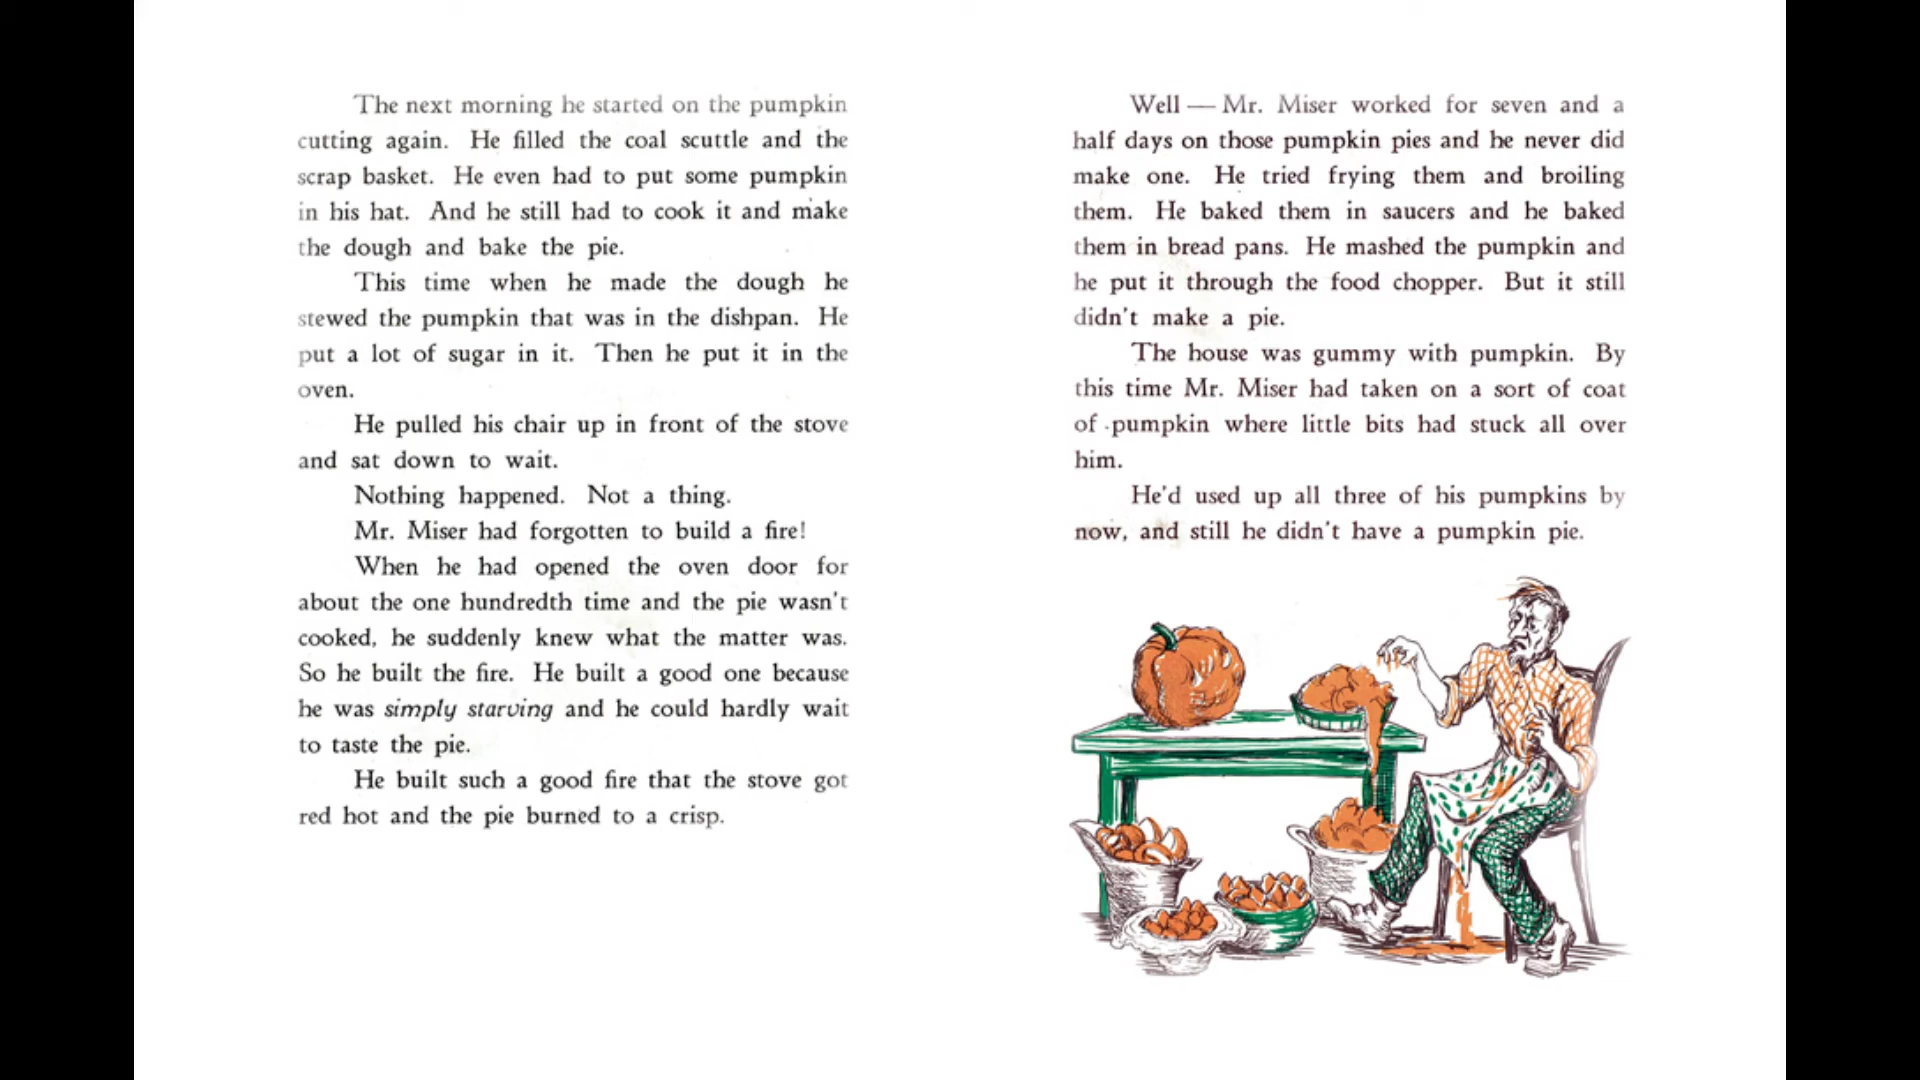 The next morning he started on the pumpkin
cutting again. He filled the coal scuttle and the
scrap basket. He even had to put some pumpkin
in his hat. And he still had to cook it and make
the dough and bake the pie.
This time when he made the dough he
stewed the pumpkin that was in the dishpan. He
put a lot of sugar in it. Then he put it in the
oven.
He pulled his chair up in front of the stove
and sat down to wait.
Nothing happened. Not a thing.
Mr. Miser had forgotten to build a fire!
When he had opened the oven door for
about the one hundredth time and the pie wasn't
cooked, he suddenly knew what the matter was.
So he built the fire. He built a good one because
he was simply starving and he could hardly wait
to taste the pie.
He built such a good fire that the stove got
red hot and the pie burned to a crisp.
Well — Mr. Miser worked for seven and a
half days on those pumpkin pies and he never did
make one. He tried frying them and broiling
them. He baked them in saucers and he baked
them in bread pans. He mashed the pumpkin and
he put it through the food chopper. But it still
didn't make a pie.
The house was gummy with pumpkin. By
this time Mr. Miser had taken on a sort of coat
of pumpkin where little bits had stuck all over
him.
He'd used up all three of his pumpkins by
now, and still he didn't have a pumpkin pie.